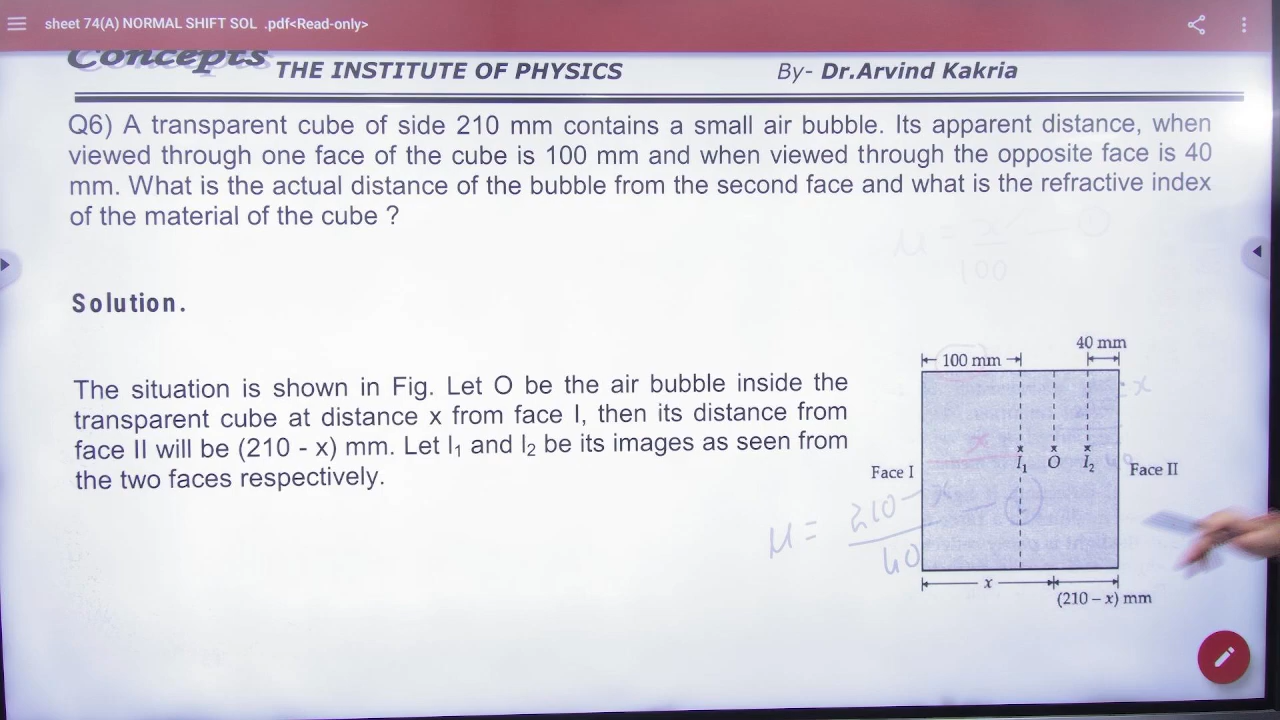 sheet 74(A) NORMAL SHIFT SOL .pdf<Read-only>
Concepts THE INSTITUTE OF PHYSICS By- Dr.Arvind Kakria
Q6) A transparent cube of side 210 mm contains a small air bubble. Its apparent distance, when
viewed through one face of the cube is 100 mm and when viewed through the opposite face is 40
mm. What is the actual distance of the bubble from the second face and what is the refractive index
of the material of the cube ?
μ = x/100 1
Solution.
The situation is shown in Fig. Let O be the air bubble inside the
transparent cube at distance x from face I, then its distance from
face II will be (210 - x) mm. Let I₁ and I₂ be its images as seen from
the two faces respectively.
40 mm
100 mm
x
x
I₁ O I₂ 40
Face I Face II
μ = 210 - x / 40 2
x
(210 – x) mm